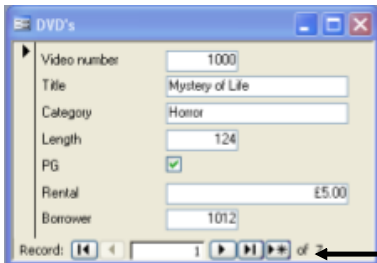 DVD's
Video number 1000
Title Mystery of Life
Category Horror
Length 124
PG
Rental £5.00
Borrower 1012
Record: 1 of 7